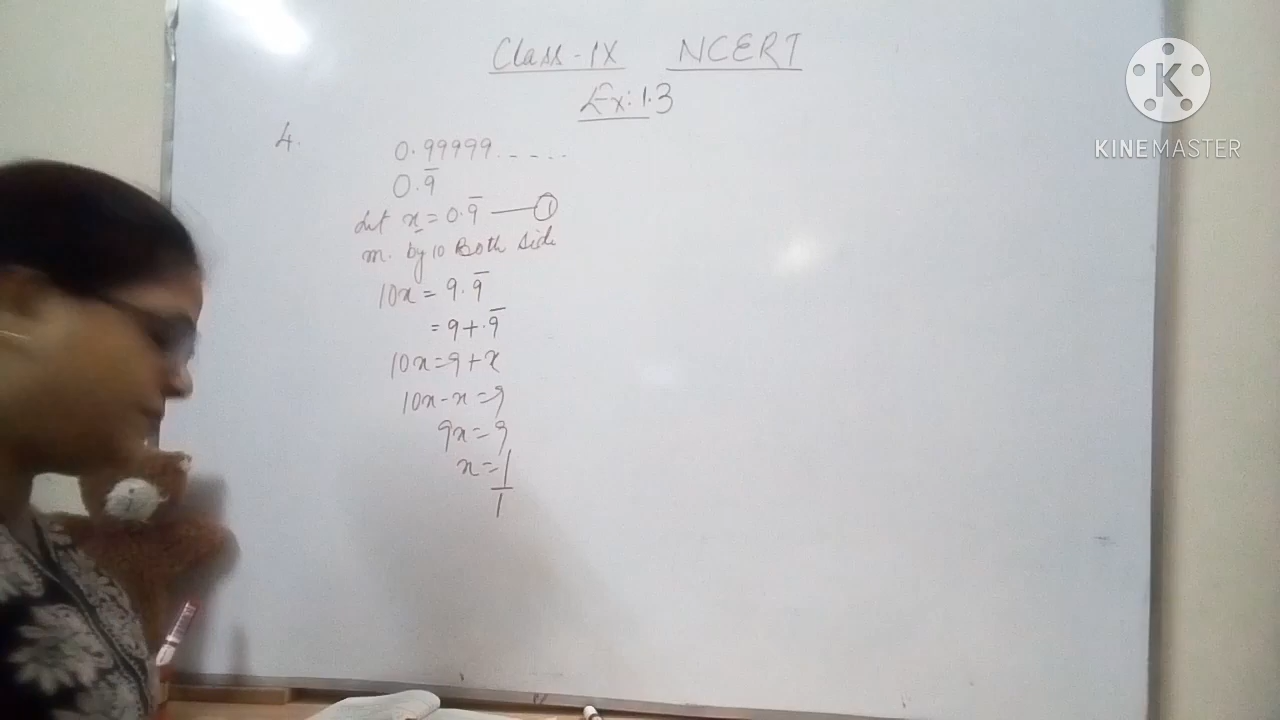 Class-IX NCERT
Ex: 1.3
4.
0.99999.----
0.9̅
Let x = 0.9̅ — ①
m. by 10 Both Side
10x = 9.9̅
= 9+.9̅
10x=9+x
10x-x=9
9x=9
x=1/1
K
KINEMASTER